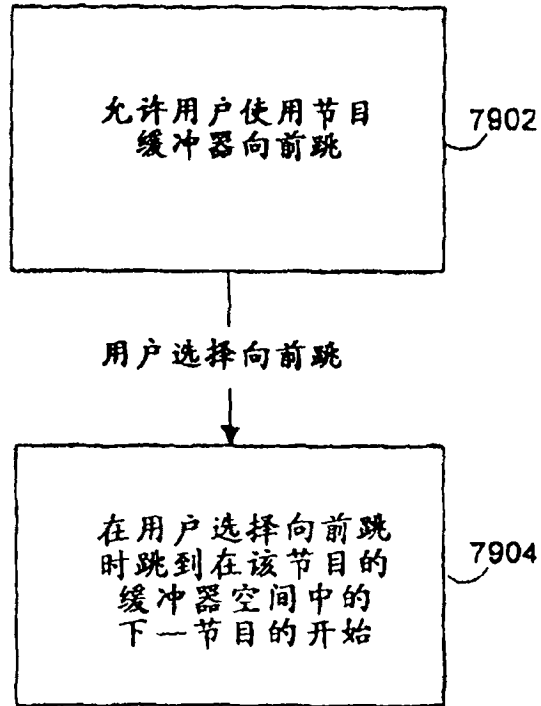 允许用户使用节目
缓冲器向前跳
7902
用户选择向前跳
在用户选择向前跳
时跳到在该节目的
缓冲器空间中的
下一节目的开始
7904